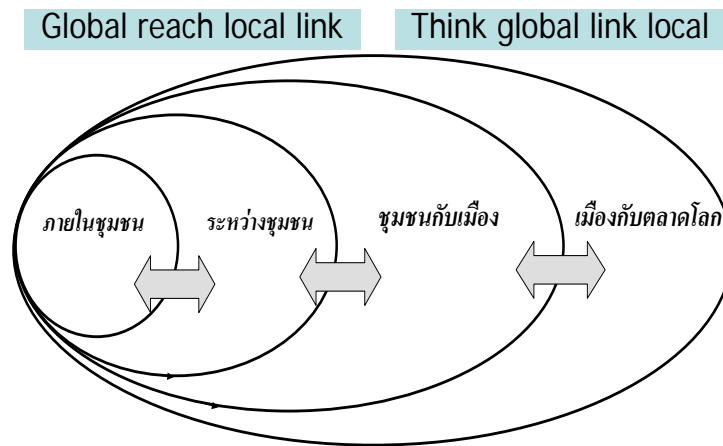 Global reach local link
Think global link local
ภายในชุมชน
ระหว่างชุมชน
ชุมชนกับเมือง
เมืองกับตลาดโลก